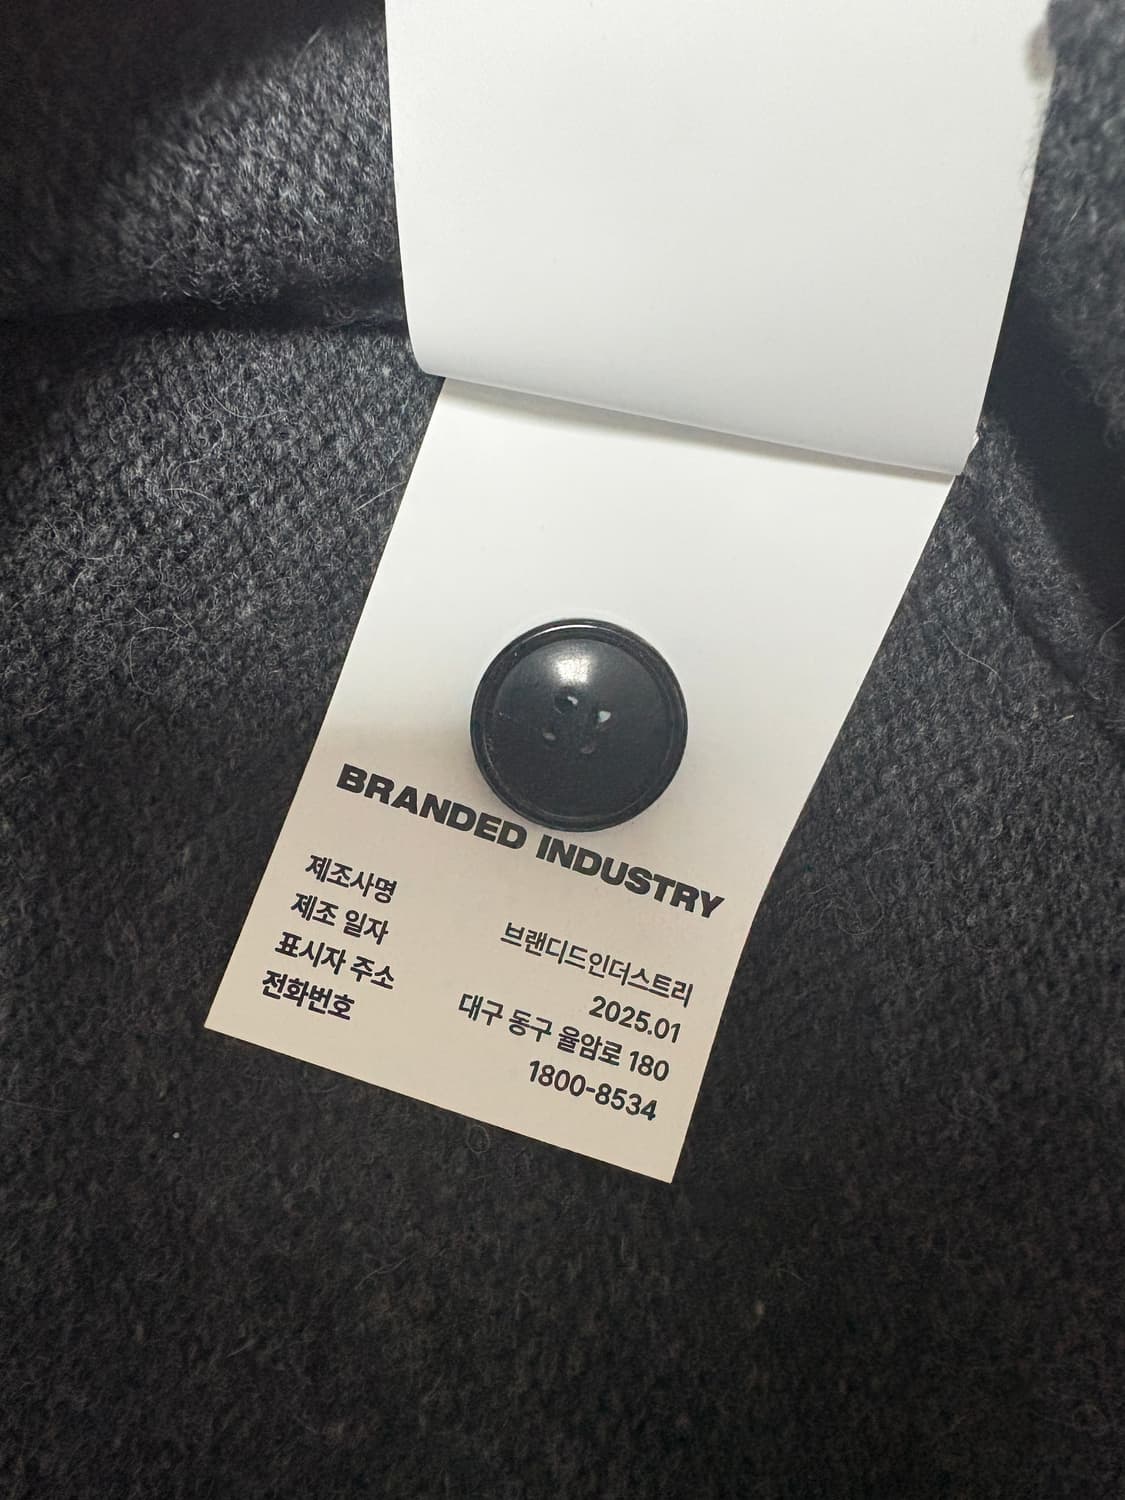 BRANDED INDUSTRY
제조사명 브랜디드인더스트리
제조 일자 2025.01
표시자 주소 대구 동구 율암로 180
전화번호 1800-8534